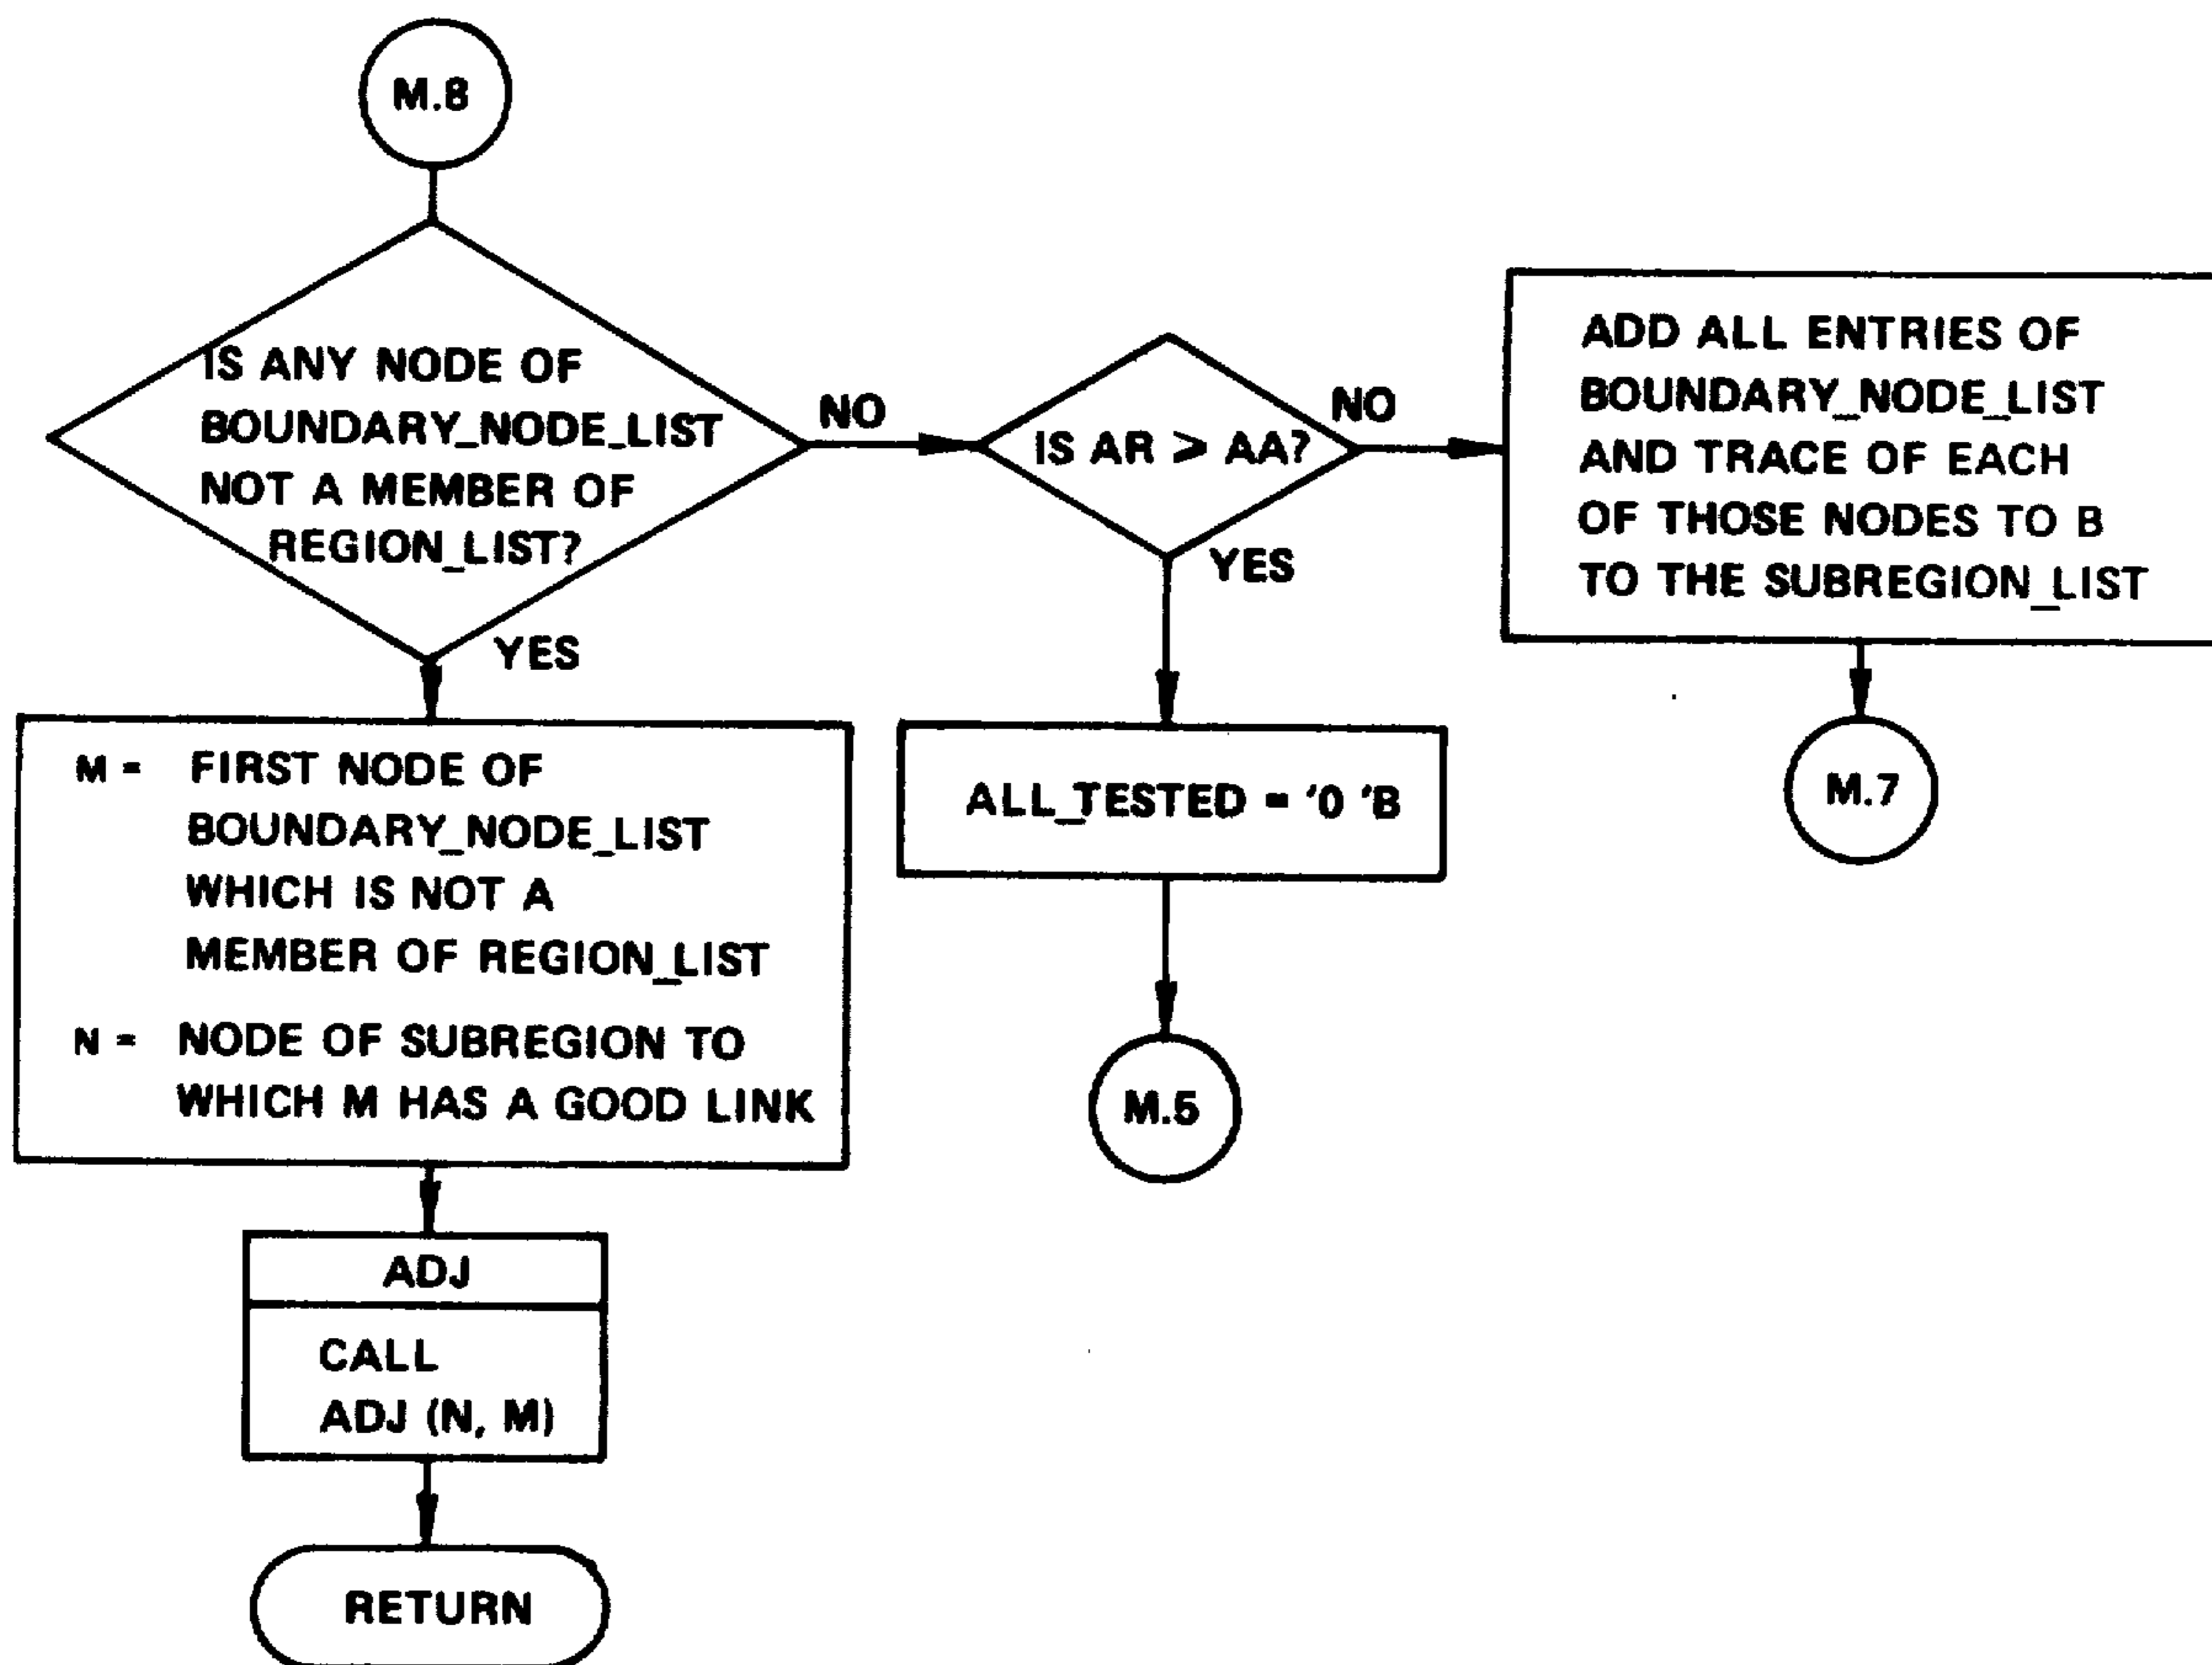 M.8
IS ANY NODE OF
BOUNDARY_NODE_LIST
NOT A MEMBER OF
REGION_LIST?
NO
IS AR > AA?
NO
ADD ALL ENTRIES OF
BOUNDARY_NODE_LIST
AND TRACE OF EACH
OF THOSE NODES TO B
TO THE SUBREGION_LIST
YES
YES
M = FIRST NODE OF
BOUNDARY_NODE_LIST
WHICH IS NOT A
MEMBER OF REGION_LIST
N = NODE OF SUBREGION TO
WHICH M HAS A GOOD LINK
ALL_TESTED = '0 'B
M.7
M.5
ADJ
CALL
ADJ (N, M)
RETURN